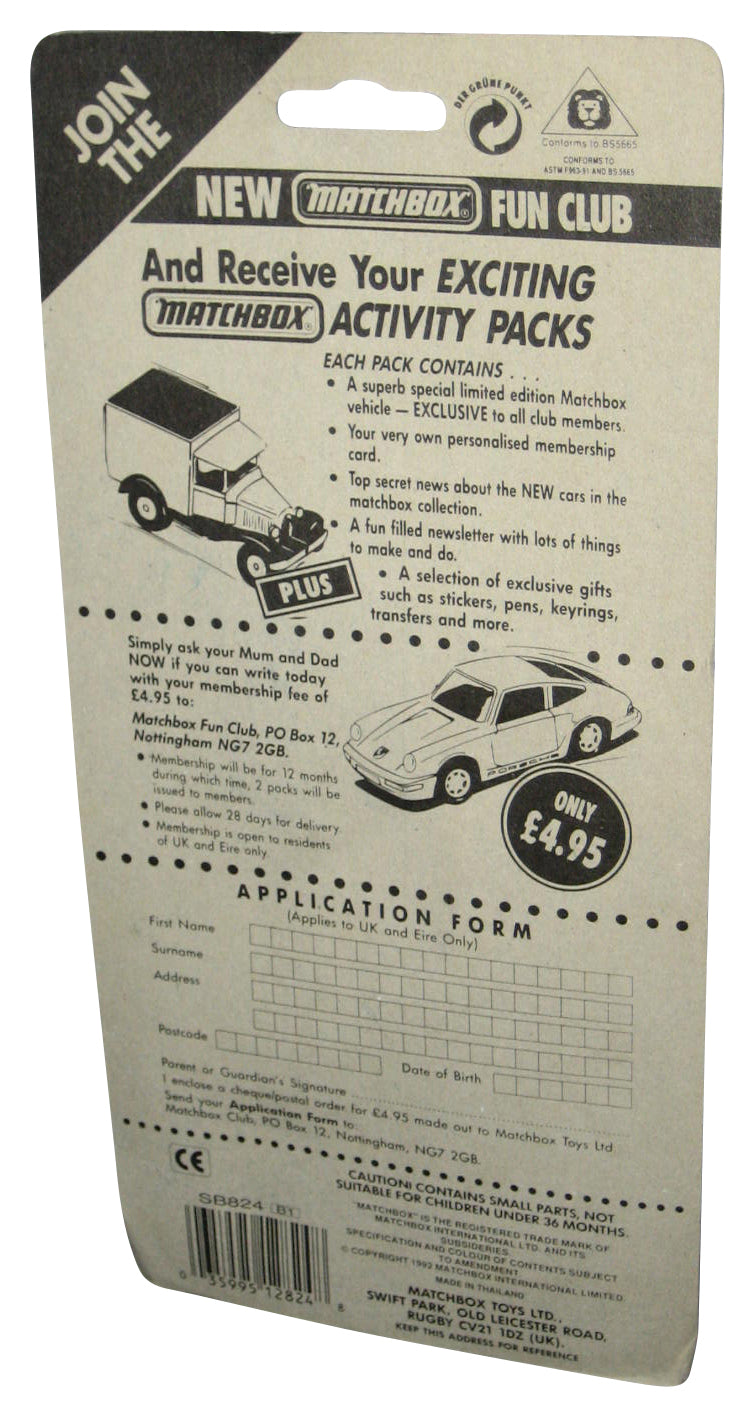 JOIN
THE
DER GRÜNE PUNKT
Conforms to BS5665
CONFORMS TO
ASTM F963-91 AND BS 5665
NEW MATCHBOX® FUN CLUB
And Receive Your EXCITING
MATCHBOX® ACTIVITY PACKS
EACH PACK CONTAINS . . .
• A superb special limited edition Matchbox
vehicle — EXCLUSIVE to all club members.
• Your very own personalised membership
card.
• Top secret news about the NEW cars in the
matchbox collection.
• A fun filled newsletter with lots of things
to make and do.
PLUS
• A selection of exclusive gifts
such as stickers, pens, keyrings,
transfers and more.
Simply ask your Mum and Dad
NOW if you can write today
with your membership fee of
£4.95 to:
Matchbox Fun Club, PO Box 12,
Nottingham NG7 2GB.
• Membership will be for 12 months
during which time, 2 packs will be
issued to members.
• Please allow 28 days for delivery
• Membership is open to residents
of UK and Eire only
PORSCHE
ONLY
£4.95
APPLICATION FORM
(Applies to UK and Eire Only)
First Name
Surname
Address
Postcode
Date of Birth
Parent or Guardian's Signature
I enclose a cheque/postal order for £4.95 made out to Matchbox Toys Ltd
Send your Application Form to:
Matchbox Club, PO Box 12, Nottingham, NG7 2GB.
CE
SB824 B1
0 35995 12824 8
CAUTION! CONTAINS SMALL PARTS, NOT
SUITABLE FOR CHILDREN UNDER 36 MONTHS.
"MATCHBOX" IS THE REGISTERED TRADE MARK OF
MATCHBOX INTERNATIONAL LTD. AND ITS
SUBSIDERIES.
SPECIFICATION AND COLOUR OF CONTENTS SUBJECT
TO AMENDMENT.
© COPYRIGHT 1992 MATCHBOX INTERNATIONAL LIMITED.
MADE IN THAILAND
MATCHBOX TOYS LTD.,
SWIFT PARK, OLD LEICESTER ROAD,
RUGBY CV21 1DZ (UK).
KEEP THIS ADDRESS FOR REFERENCE